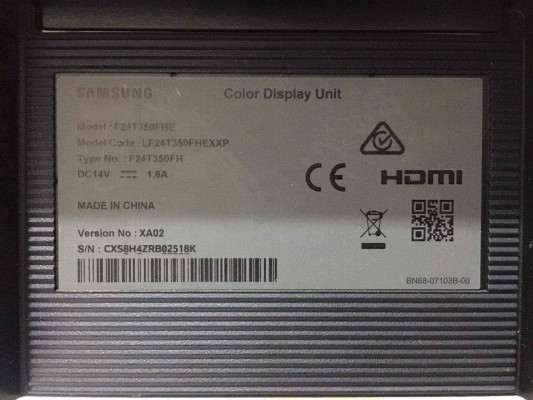 SAMSUNG
Color Display Unit
Model : F24T350FHE
Model Code : LF24T350FHEXXP
Type No. : F24T350FH
DC14V ⎓ 1.6A
CE
HDMI
MADE IN CHINA
Version No : XA02
S/N : CXS6H4ZRB02518K
BN68-07103B-00